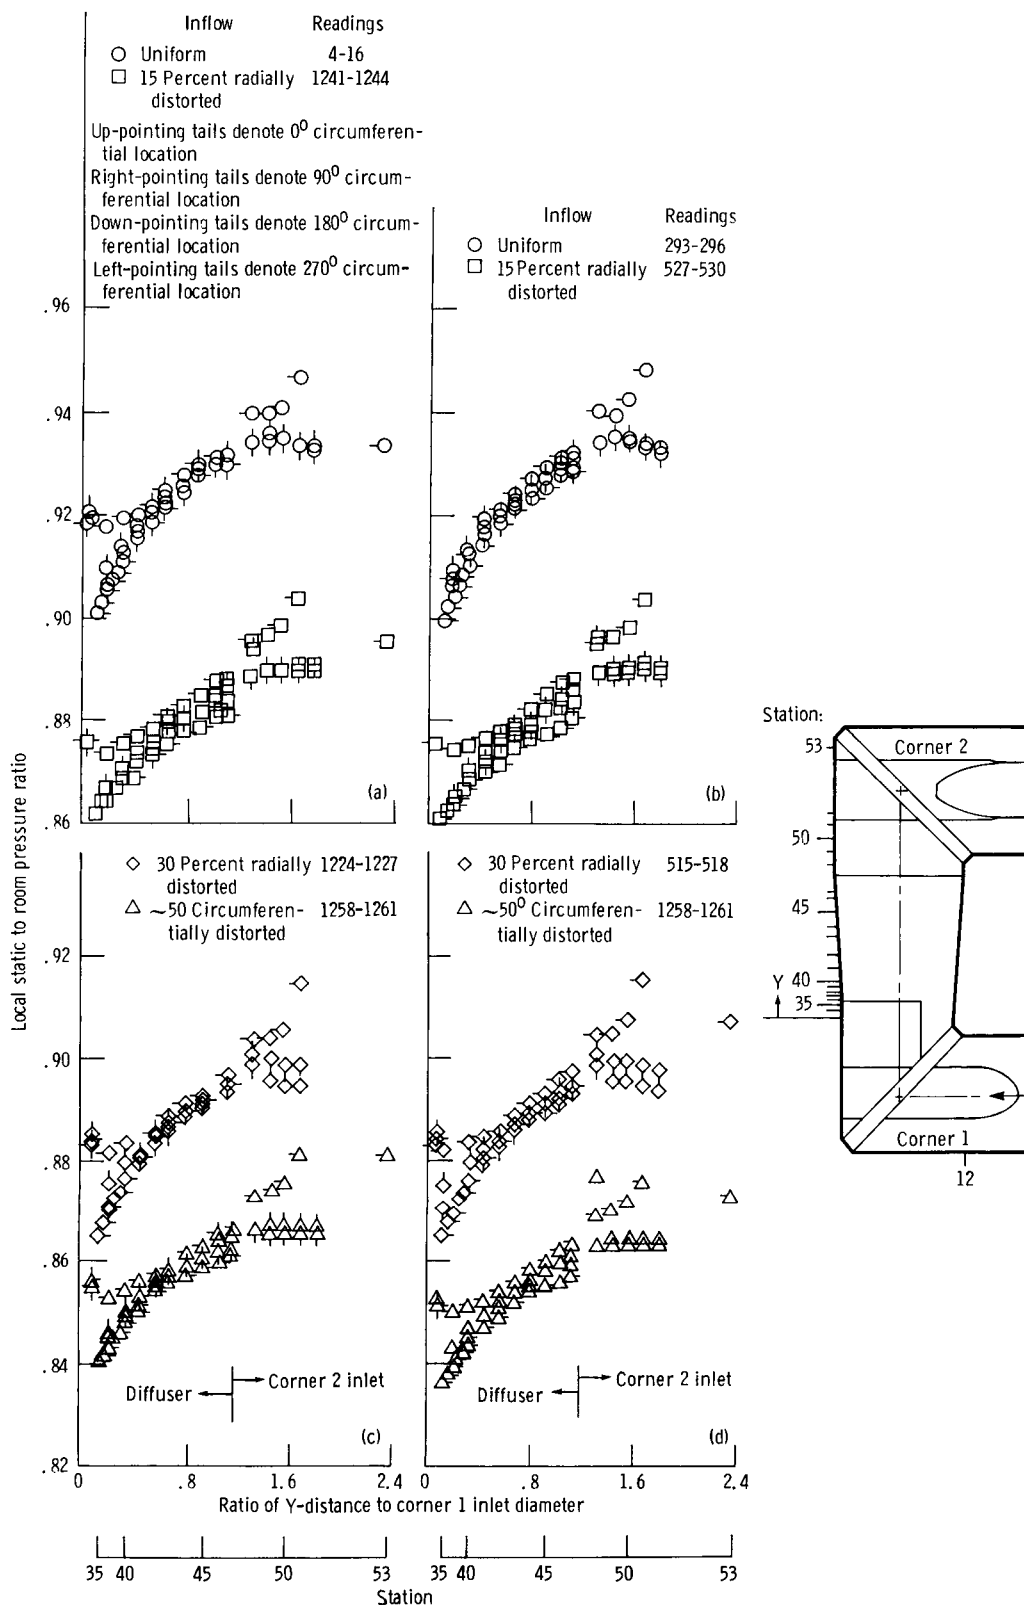 Inflow Readings
Uniform 4-16
15 Percent radially 1241-1244
distorted
Up-pointing tails denote 0⁰ circumferen-
tial location
Right-pointing tails denote 90⁰ circum-
ferential location
Down-pointing tails denote 180⁰ circum-
ferential location
Left-pointing tails denote 270⁰ circum-
ferential location
Inflow Readings
Uniform 293-296
15 Percent radially 527-530
distorted
.96
.94
.92
.90
.88
.86
(a)
(b)
30 Percent radially 1224-1227
distorted
~50 Circumferen- 1258-1261
tially distorted
30 Percent radially 515-518
distorted
~50⁰ Circumferen- 1258-1261
tially distorted
Local static to room pressure ratio
.92
.90
.88
.86
.84
.82
Diffuser
Corner 2 inlet
(c)
Diffuser
Corner 2 inlet
(d)
0 .8 1.6 2.4
0 .8 1.6 2.4
Ratio of Y-distance to corner 1 inlet diameter
35 40 45 50 53
35 40 45 50 53
Station
Station:
53
Corner 2
50
45
40
Y
35
Corner 1
12